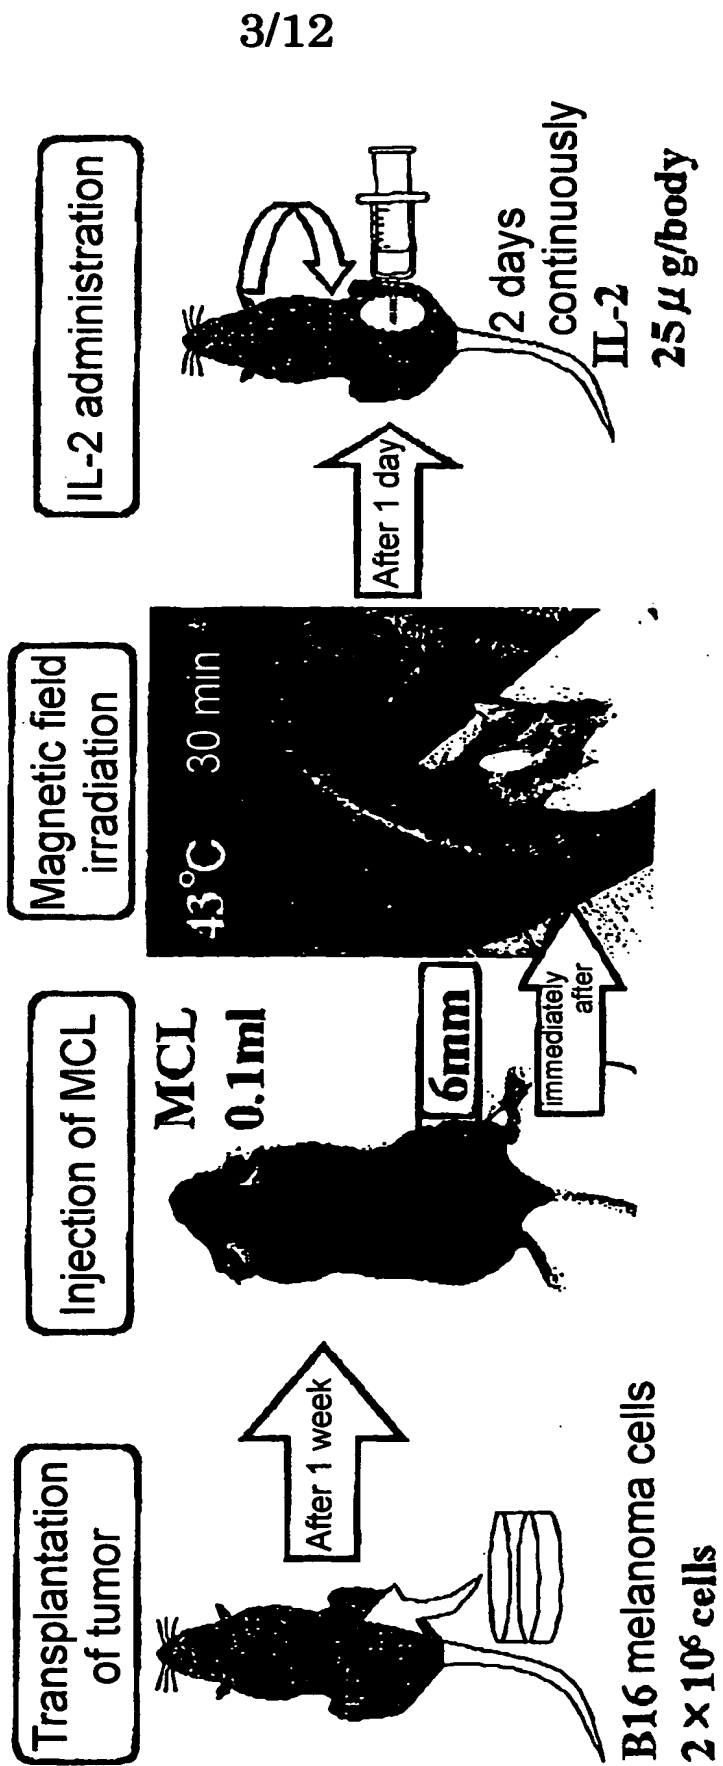 3/12
Transplantation
of tumor
B16 melanoma cells
2 × 10⁶ cells
After 1 week
Injection of MCL
MCL
0.1ml
6mm
immediately
after
Magnetic field
irradiation
43°C 30 min
After 1 day
IL-2 administration
2 days
continuously
IL-2
25 μg/body